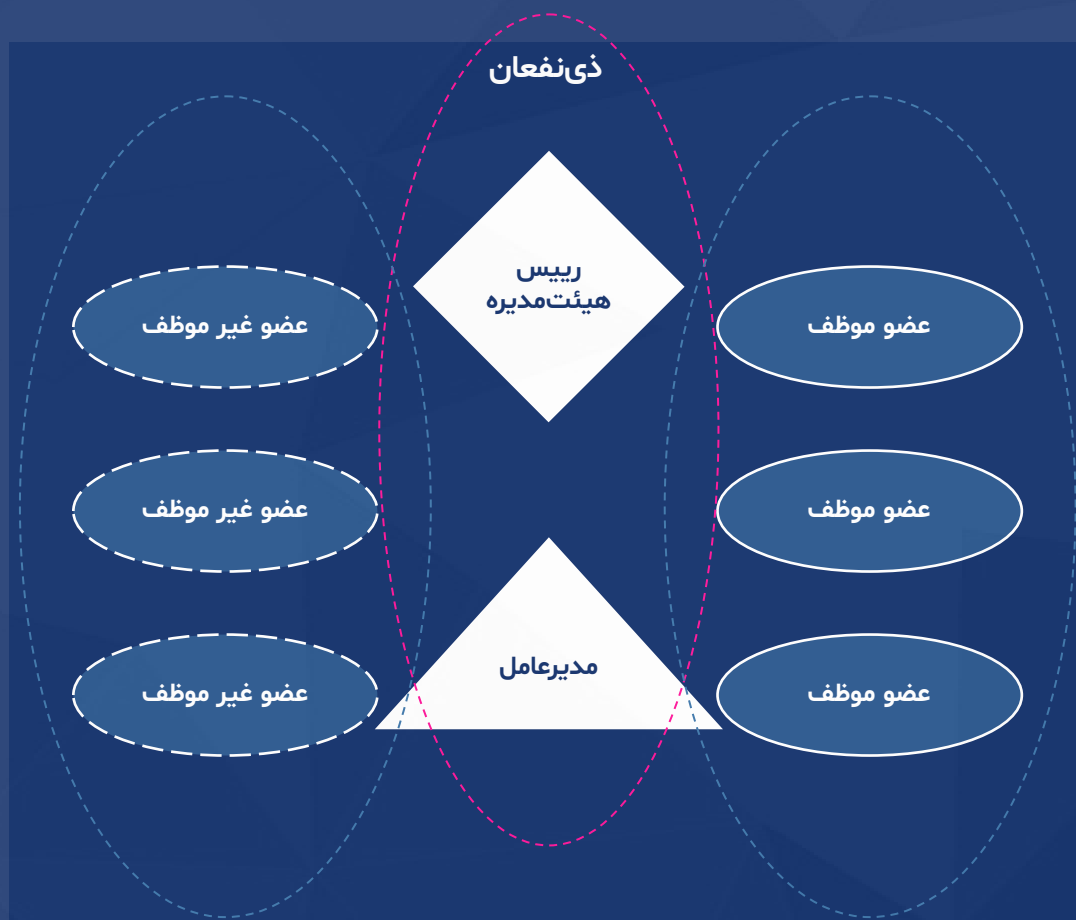 ذی‌نفعان
رییس
هیئت‌مدیره
عضو موظف
عضو غیر موظف
عضو موظف
عضو غیر موظف
مدیرعامل
عضو موظف
عضو غیر موظف